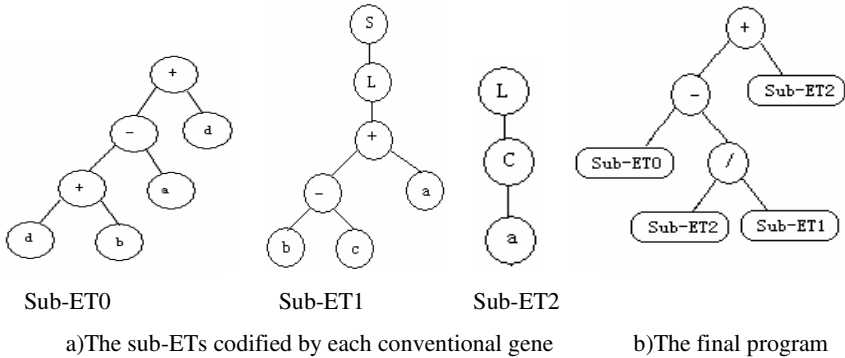 +
-
d
+
a
d
b
S
L
+
-
a
b
c
L
C
a
+
-
Sub-ET2
Sub-ET0
/
Sub-ET2
Sub-ET1
Sub-ET0
Sub-ET1
Sub-ET2
a)The sub-ETs codified by each conventional gene
b)The final program